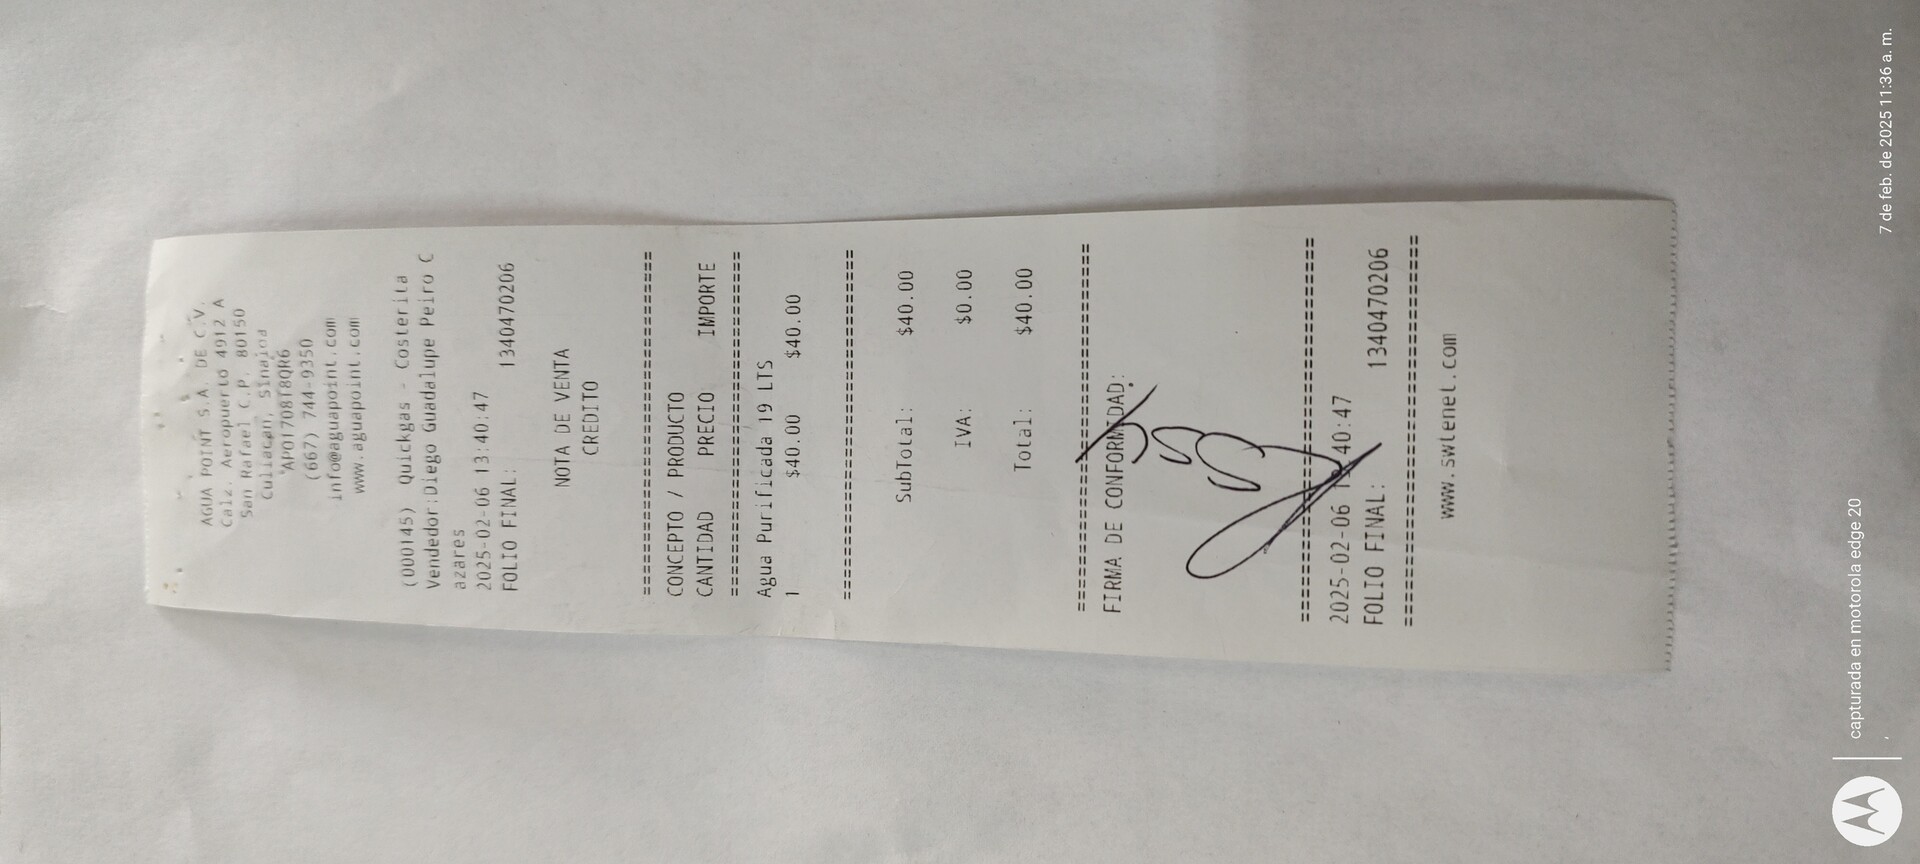 AGUA POINT S.A. DE C.V.
Calz. Aeropuerto 4912 A
San Rafael C.P. 80150
Culiacan, Sinaloa
"APO1708T8QR6
(667) 744-9350
info@aguapoint.com
www.aguapoint.com
(000145) Quickgas - Costerita
Vendedor:Diego Guadalupe Peiro C
azares
2025-02-06 13:40:47
FOLIO FINAL: 1340470206
NOTA DE VENTA
CREDITO
================================
CONCEPTO / PRODUCTO
CANTIDAD PRECIO IMPORTE
================================
Agua Purificada 19 LTS
1 $40.00 $40.00
================================
SubTotal: $40.00
IVA: $0.00
Total: $40.00
================================
FIRMA DE CONFORMIDAD:
================================
2025-02-06 13:40:47
FOLIO FINAL: 1340470206
================================
www.swtenet.com
capturada en motorola edge 20
7 de feb. de 2025 11:36 a. m.